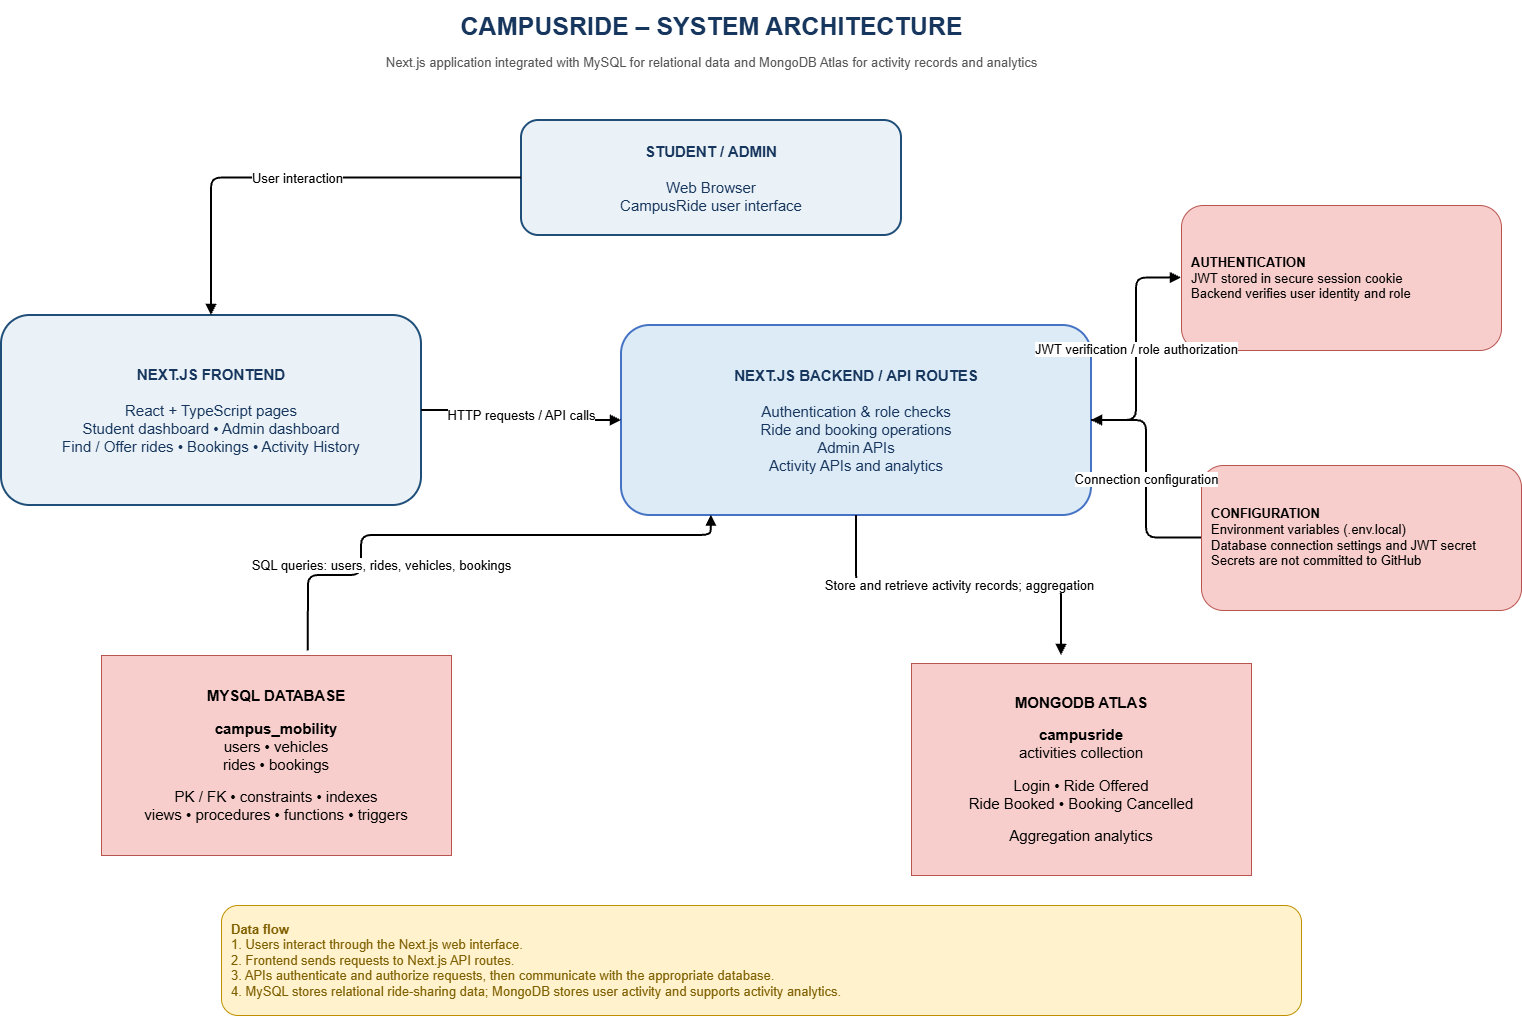 CAMPUSRIDE – SYSTEM ARCHITECTURE
Next.js application integrated with MySQL for relational data and MongoDB Atlas for activity records and analytics
STUDENT / ADMIN
Web Browser
CampusRide user interface
User interaction
AUTHENTICATION
JWT stored in secure session cookie
Backend verifies user identity and role
NEXT.JS FRONTEND
React + TypeScript pages
Student dashboard • Admin dashboard
Find / Offer rides • Bookings • Activity History
HTTP requests / API calls
NEXT.JS BACKEND / API ROUTES
Authentication & role checks
Ride and booking operations
Admin APIs
Activity APIs and analytics
JWT verification / role authorization
Connection configuration
CONFIGURATION
Environment variables (.env.local)
Database connection settings and JWT secret
Secrets are not committed to GitHub
SQL queries: users, rides, vehicles, bookings
Store and retrieve activity records; aggregation
MYSQL DATABASE
campus_mobility
users • vehicles
rides • bookings
PK / FK • constraints • indexes
views • procedures • functions • triggers
MONGODB ATLAS
campusride
activities collection
Login • Ride Offered
Ride Booked • Booking Cancelled
Aggregation analytics
Data flow
1. Users interact through the Next.js web interface.
2. Frontend sends requests to Next.js API routes.
3. APIs authenticate and authorize requests, then communicate with the appropriate database.
4. MySQL stores relational ride-sharing data; MongoDB stores user activity and supports activity analytics.